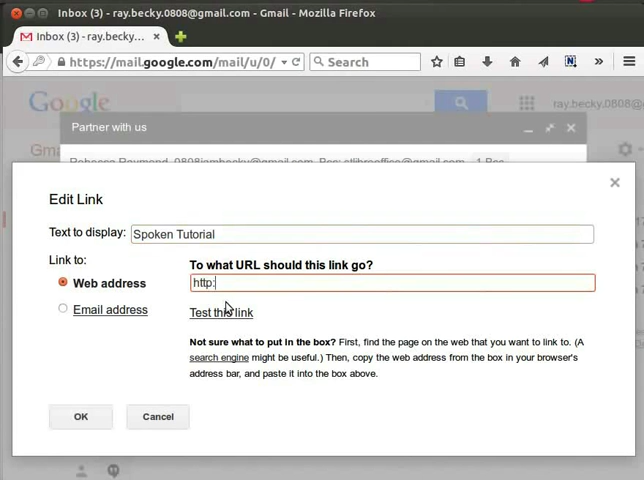 Inbox (3) - ray.becky.0808@gmail.com - Gmail - Mozilla Firefox
Inbox (3) - ray.becky....
https://mail.google.com/mail/u/0/
Search
Google
ray.becky.0808@
Partner with us
Gm
Edit Link
Text to display: Spoken Tutorial
Link to:
To what URL should this link go?
Web address
http:
Email address
Test this link
Not sure what to put in the box? First, find the page on the web that you want to link to. (A
search engine might be useful.) Then, copy the web address from the box in your browser's
address bar, and paste it into the box above.
OK
Cancel